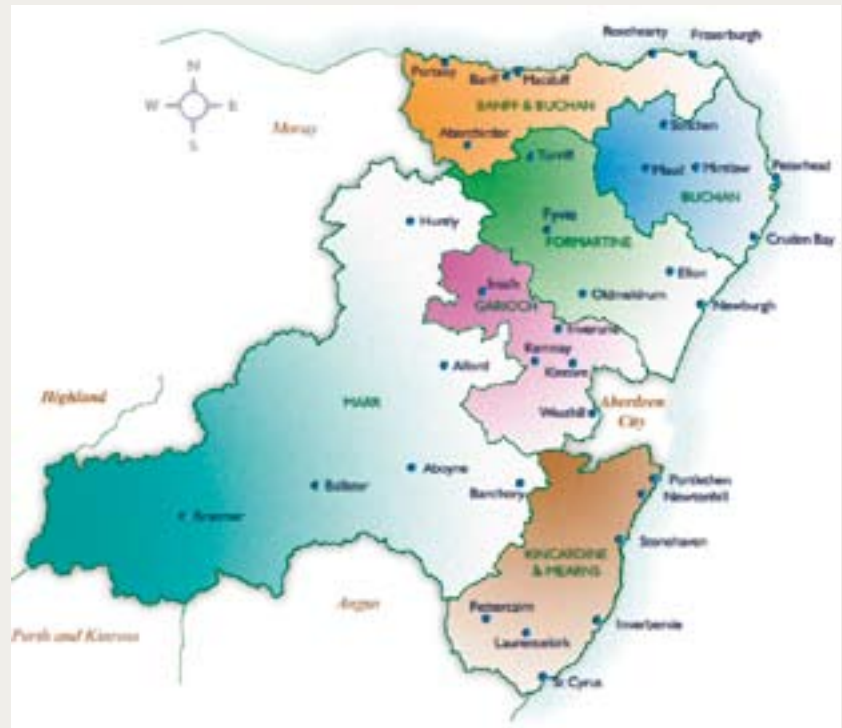 Rosehearty
Fraserburgh
Portsoy
Banff
Macduff
N
W
E
S
Moray
BANFF & BUCHAN
Strichen
Aberchirder
Turriff
Maud
Mintlaw
Peterhead
BUCHAN
Huntly
Fyvie
FORMARTINE
Cruden Bay
Ellon
Insch
Oldmeldrum
Newburgh
GARIOCH
Inverurie
Kemnay
Alford
Kintore
Highland
MARR
Westhill
Aberdeen
City
Aboyne
Ballater
Banchory
Portlethen
Newtonhill
Braemar
Stonehaven
KINCARDINE
& MEARNS
Angus
Fettercairn
Perth and Kinross
Inverbervie
Laurencekirk
St Cyrus